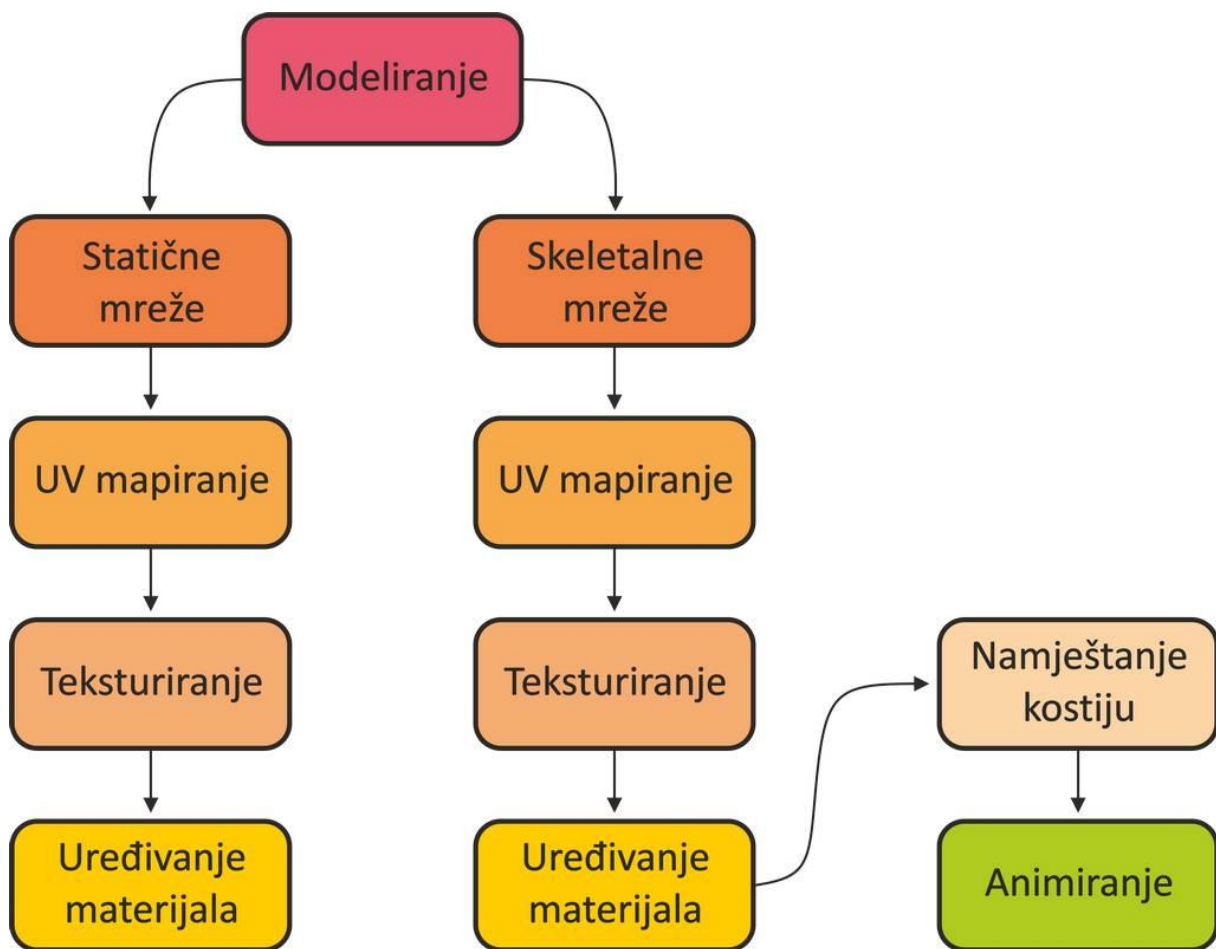 Modeliranje
Statične
mreže
Skeletalne
mreže
UV mapiranje
UV mapiranje
Teksturiranje
Teksturiranje
Namještanje
kostiju
Uređivanje
materijala
Uređivanje
materijala
Animiranje